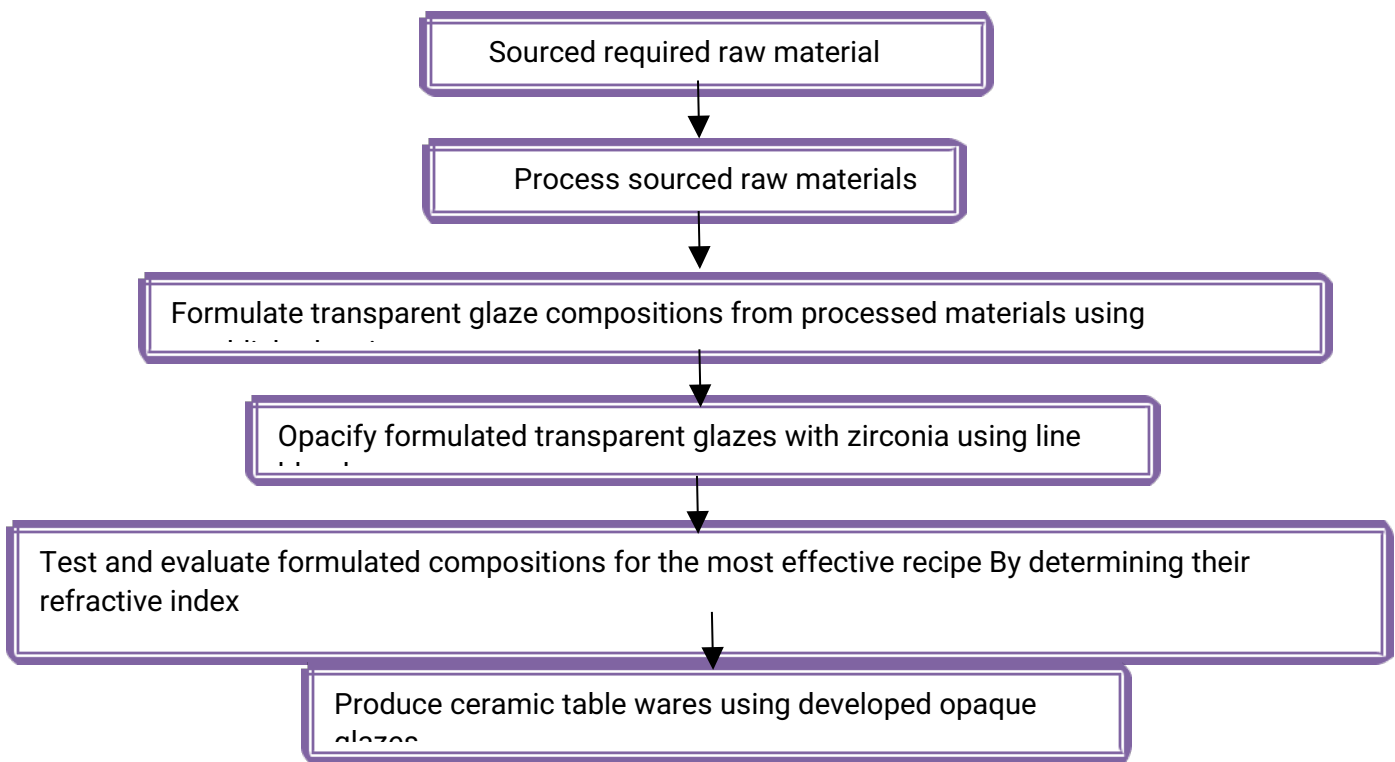 Sourced required raw material
Process sourced raw materials
Formulate transparent glaze compositions from processed materials using
Opacify formulated transparent glazes with zirconia using line
Test and evaluate formulated compositions for the most effective recipe By determining their
refractive index
Produce ceramic table wares using developed opaque
glazes